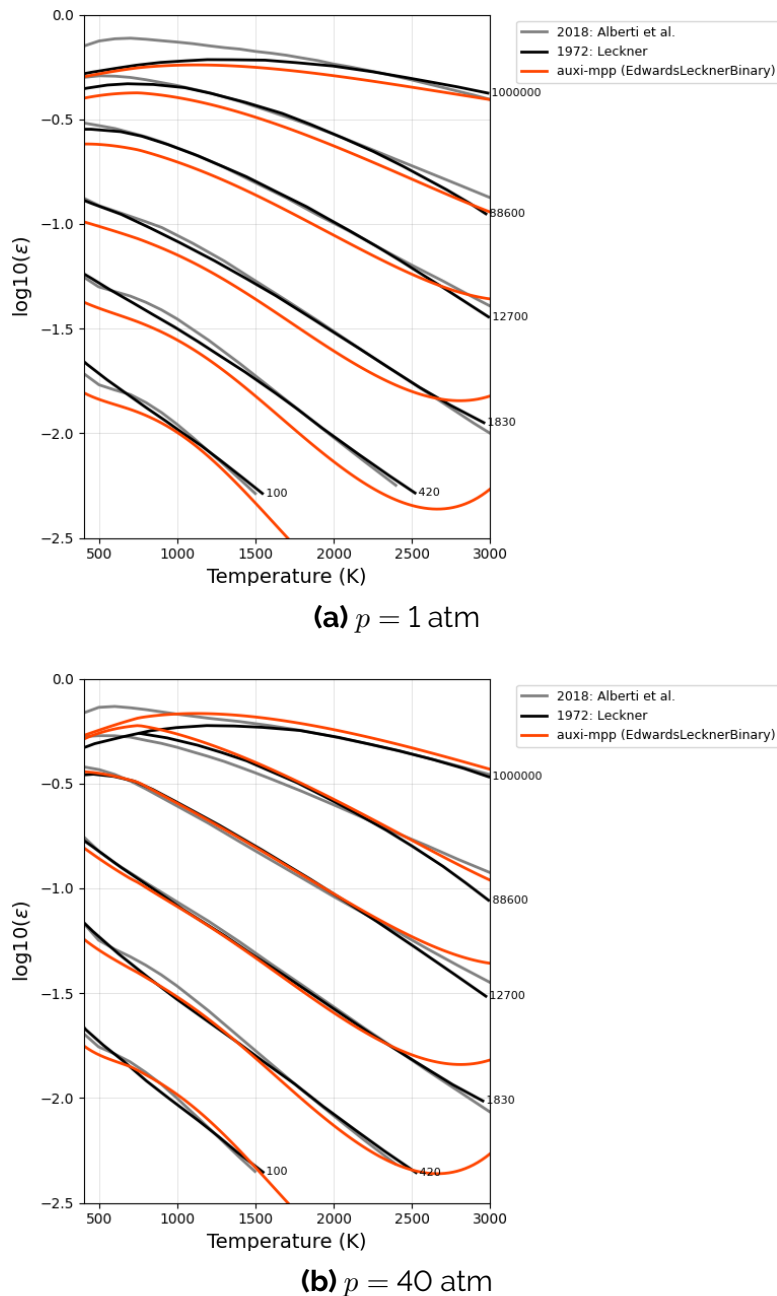 0.0
−0.5
−1.0
−1.5
−2.0
−2.5
log10(ε)
500 1000 1500 2000 2500 3000
Temperature (K)
1000000
88600
12700
1830
420
100
2018: Alberti et al.
1972: Leckner
auxi-mpp (EdwardsLecknerBinary)
(a) p = 1 atm
0.0
−0.5
−1.0
−1.5
−2.0
−2.5
log10(ε)
500 1000 1500 2000 2500 3000
Temperature (K)
1000000
88600
12700
1830
420
100
2018: Alberti et al.
1972: Leckner
auxi-mpp (EdwardsLecknerBinary)
(b) p = 40 atm